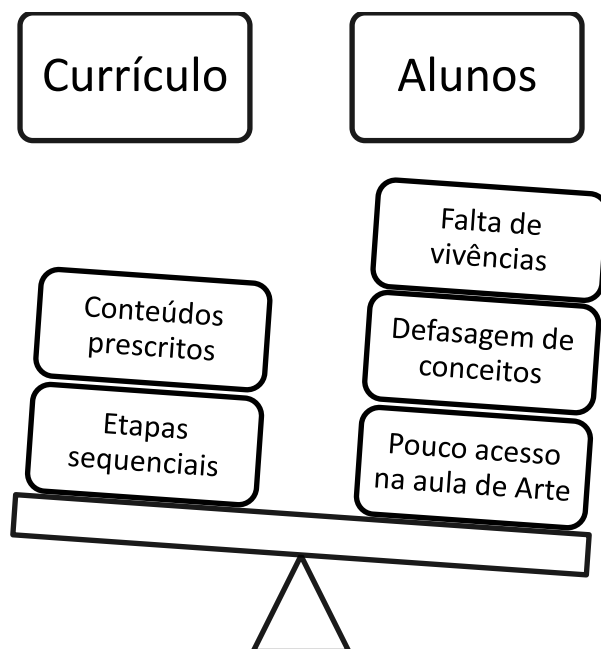 Currículo
Alunos
Falta de
vivências
Conteúdos
prescritos
Defasagem de
conceitos
Etapas
sequenciais
Pouco acesso
na aula de Arte